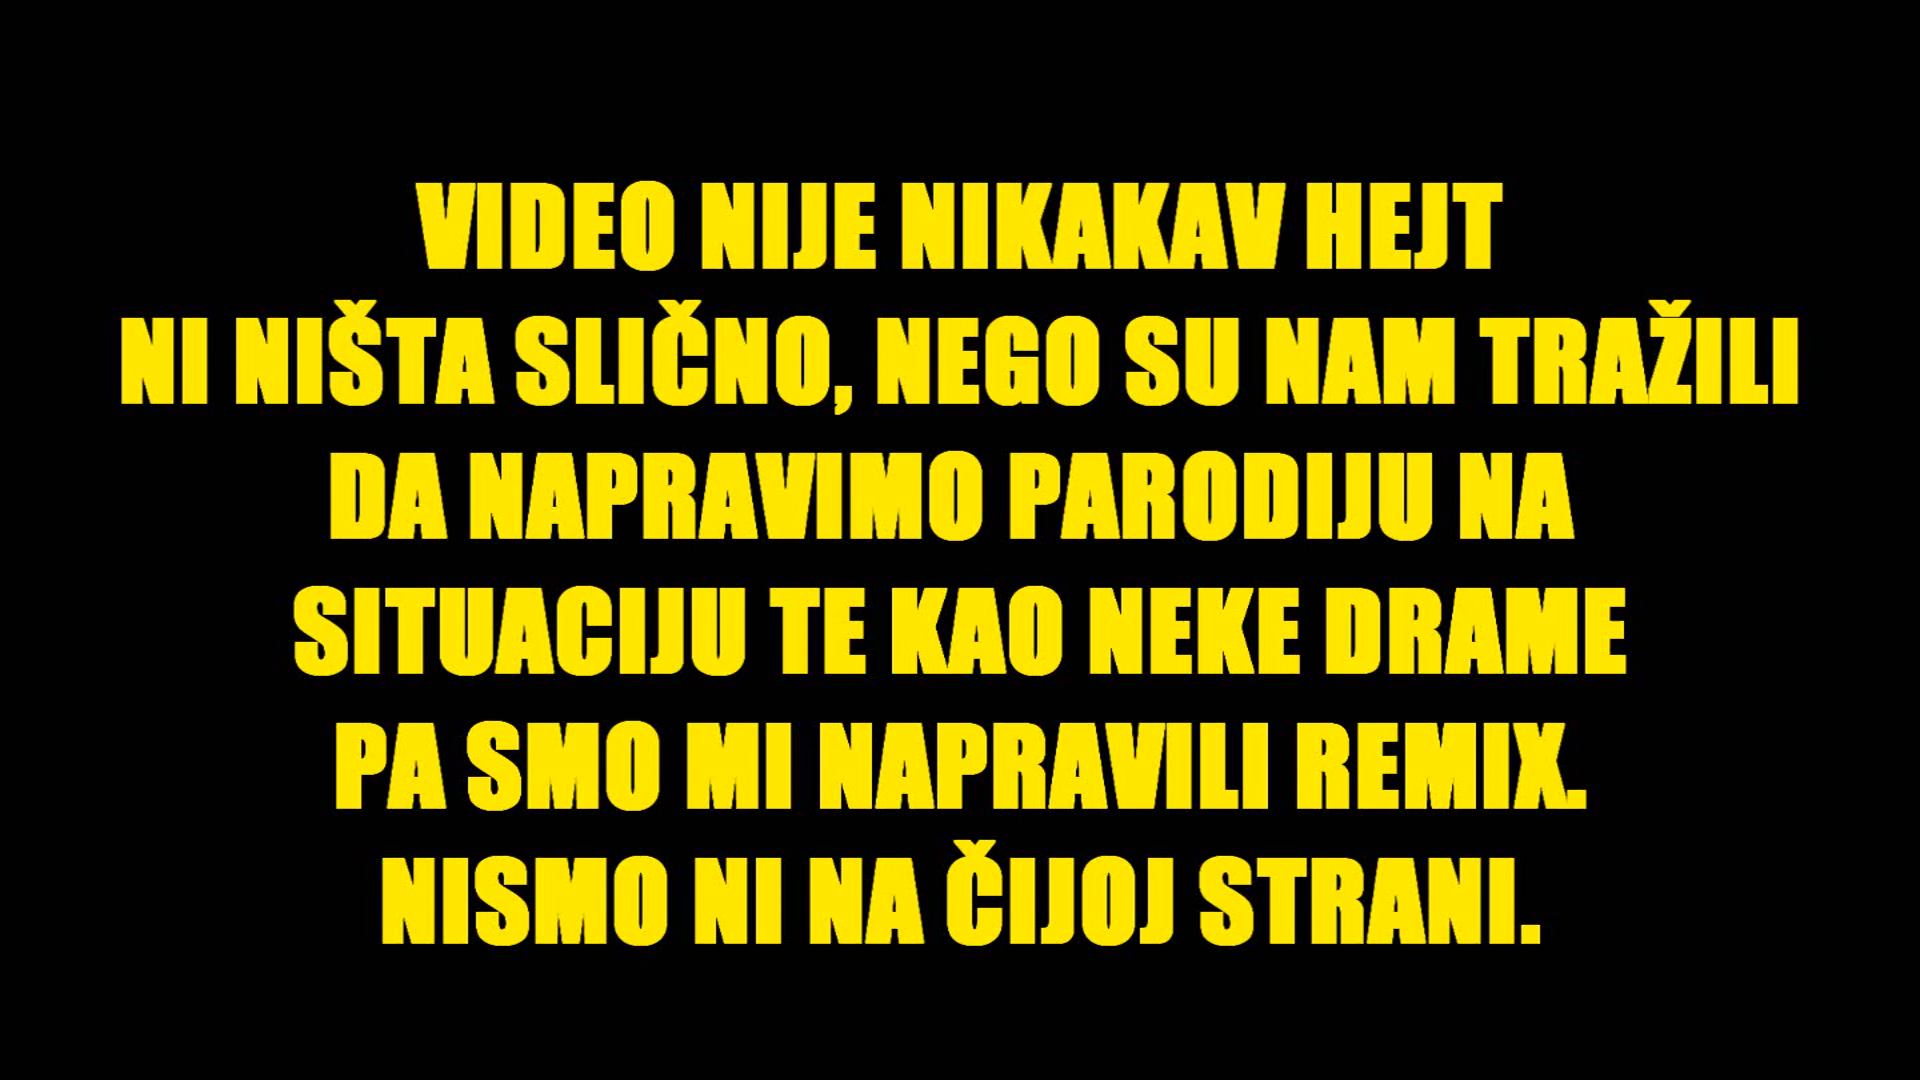 VIDEO NIJE NIKAKAV HEJT
NI NIŠTA SLIČNO, NEGO SU NAM TRAŽILI
DA NAPRAVIMO PARODIJU NA
SITUACIJU TE KAO NEKE DRAME
PA SMO MI NAPRAVILI REMIX.
NISMO NI NA ČIJOJ STRANI.